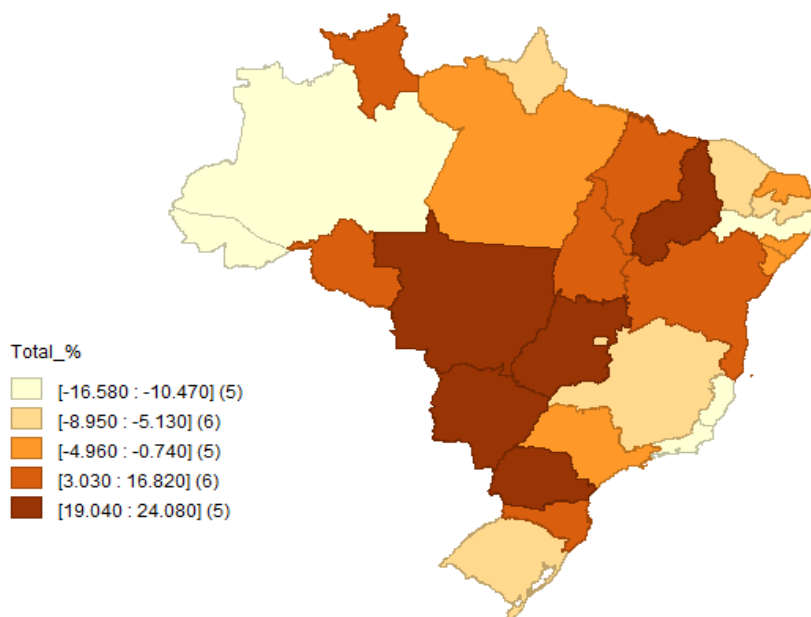 Total_%
[-16.580 : -10.470] (5)
[-8.950 : -5.130] (6)
[-4.960 : -0.740] (5)
[3.030 : 16.820] (6)
[19.040 : 24.080] (5)